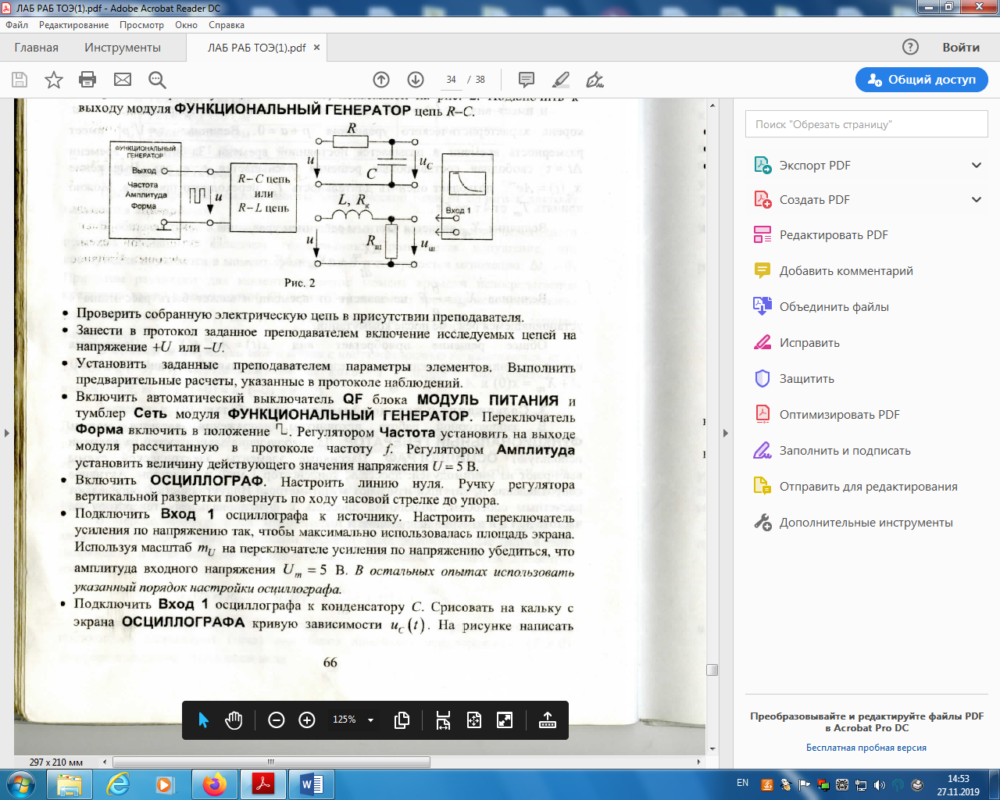 ЛАБ РАБ ТОЭ(1).pdf - Adobe Acrobat Reader DC
Файл Редактирование Просмотр Окно Справка
Главная Инструменты ЛАБ РАБ ТОЭ(1).pdf × ? Войти
34 / 38 Общий доступ
выходу модуля ФУНКЦИОНАЛЬНЫЙ ГЕНЕРАТОР цепь R–C.
ФУНКЦИОНАЛЬНЫЙ
ГЕНЕРАТОР
Выход
Частота
Амплитуда
Форма
u
R–C цепь
или
R–L цепь
R
u
C
uC
L, Rк
u
Rш
uш
Вход 1
Рис. 2
• Проверить собранную электрическую цепь в присутствии преподавателя.
• Занести в протокол заданное преподавателем включение исследуемых цепей на
напряжение +U или –U.
• Установить заданные преподавателем параметры элементов. Выполнить
предварительные расчеты, указанные в протоколе наблюдений.
• Включить автоматический выключатель QF блока МОДУЛЬ ПИТАНИЯ и
тумблер Сеть модуля ФУНКЦИОНАЛЬНЫЙ ГЕНЕРАТОР. Переключатель
Форма включить в положение . Регулятором Частота установить на выходе
модуля рассчитанную в протоколе частоту f. Регулятором Амплитуда
установить величину действующего значения напряжения U = 5 В.
• Включить ОСЦИЛЛОГРАФ. Настроить линию нуля. Ручку регулятора
вертикальной развертки повернуть по ходу часовой стрелке до упора.
• Подключить Вход 1 осциллографа к источнику. Настроить переключатель
усиления по напряжению так, чтобы максимально использовалась площадь экрана.
Используя масштаб mU на переключателе усиления по напряжению убедиться, что
амплитуда входного напряжения Um = 5 В. В остальных опытах использовать
указанный порядок настройки осциллографа.
• Подключить Вход 1 осциллографа к конденсатору C. Срисовать на кальку с
экрана ОСЦИЛЛОГРАФА кривую зависимости uC(t). На рисунке написать
66
125%
297 x 210 мм
Поиск "Обрезать страницу"
Экспорт PDF
Создать PDF
Редактировать PDF
Добавить комментарий
Объединить файлы
Исправить
Защитить
Оптимизировать PDF
Заполнить и подписать
Отправить для редактирования
Дополнительные инструменты
Преобразовывайте и редактируйте файлы PDF
в Acrobat Pro DC
Бесплатная пробная версия
EN
14:53
27.11.2019